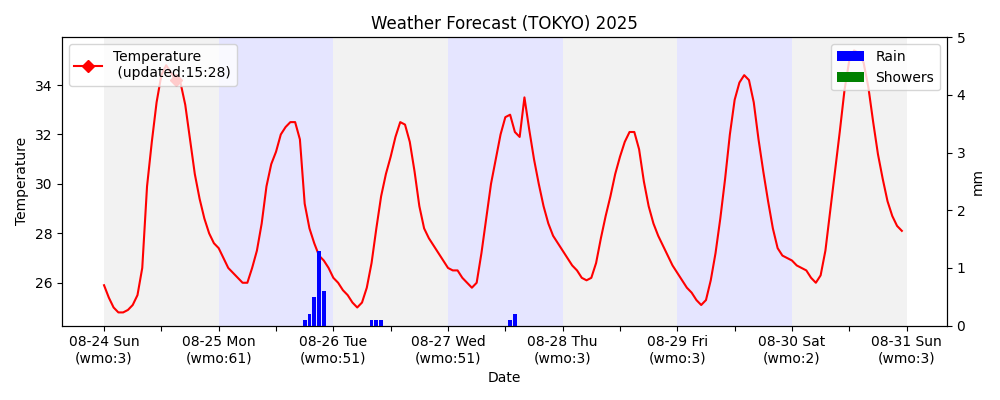 Weather Forecast (TOKYO) 2025
Temperature
(updated:15:28)
Rain
Showers
Temperature
34
32
30
28
26
5
4
3
2
1
0
mm
08-24 Sun
(wmo:3)
08-25 Mon
(wmo:61)
08-26 Tue
(wmo:51)
08-27 Wed
(wmo:51)
08-28 Thu
(wmo:3)
08-29 Fri
(wmo:3)
08-30 Sat
(wmo:2)
08-31 Sun
(wmo:3)
Date